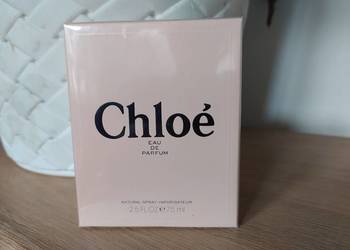 Chloé
EAU
DE
PARFUM
NATURAL SPRAY-VAPORISATEUR
2.5 FL.OZ ℮ 75 ml